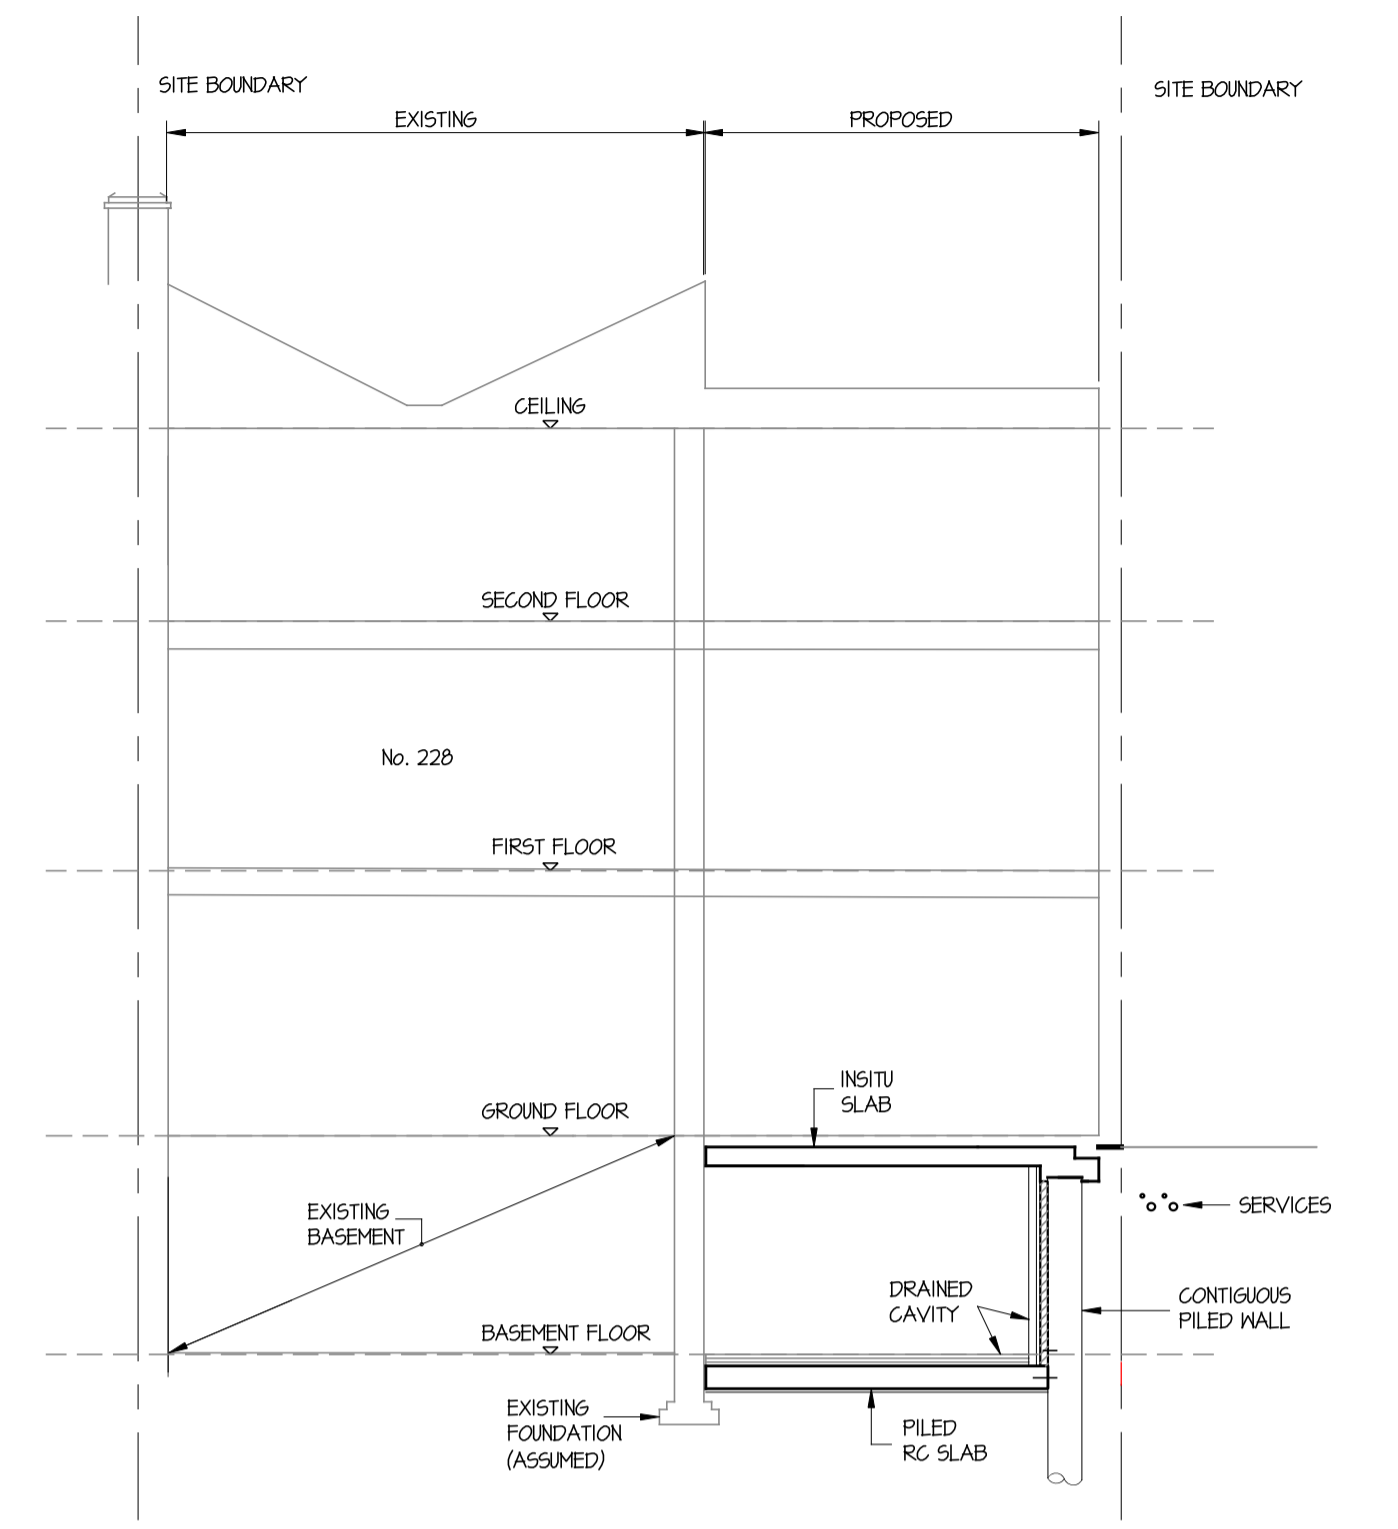 SITE BOUNDARY
SITE BOUNDARY
EXISTING
PROPOSED
CEILING
SECOND FLOOR
No. 228
FIRST FLOOR
INSITU
SLAB
GROUND FLOOR
EXISTING
BASEMENT
SERVICES
DRAINED
CAVITY
CONTIGUOUS
PILED WALL
BASEMENT FLOOR
EXISTING
FOUNDATION
(ASSUMED)
PILED
RC SLAB